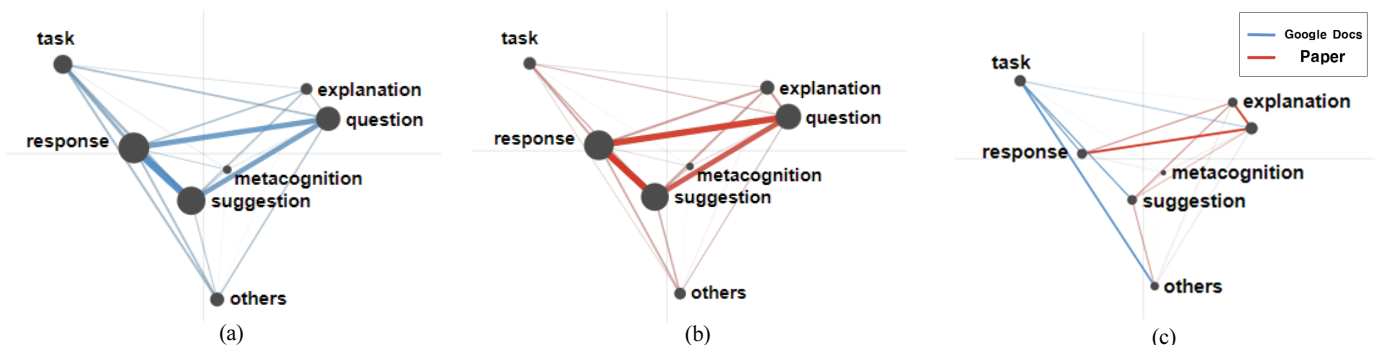 task
explanation
question
response
metacognition
suggestion
others
(a)
task
explanation
question
response
metacognition
suggestion
others
(b)
Google Docs
Paper
task
explanation
response
metacognition
suggestion
others
(c)